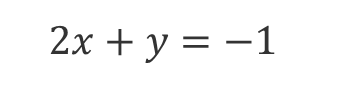 2x + y = −1